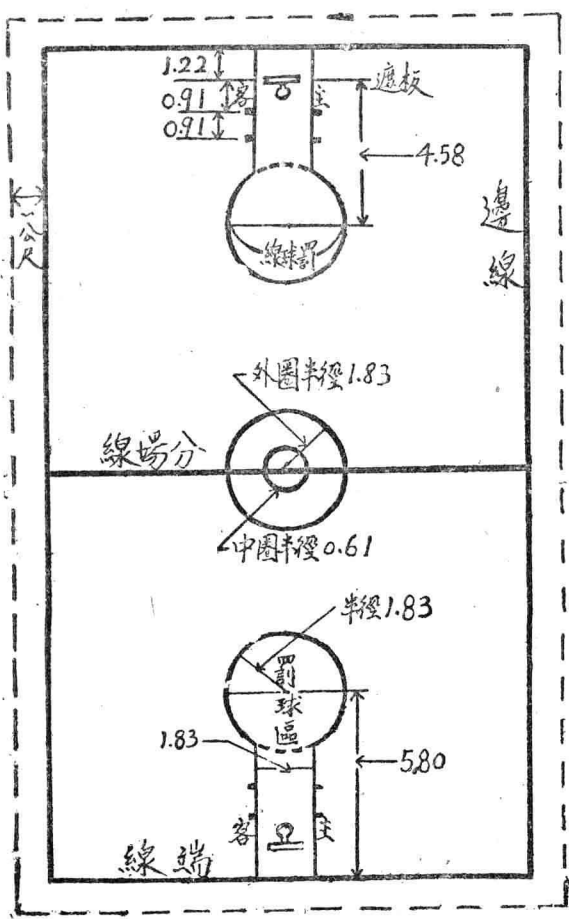 1.22
遮板
0.91
客 主
0.91
4.58
一公尺
邊線
線球罰
外圈半徑1.83
線場分
中圈半徑0.61
半徑1.83
罰球區
1.83
5.80
客 主
線端